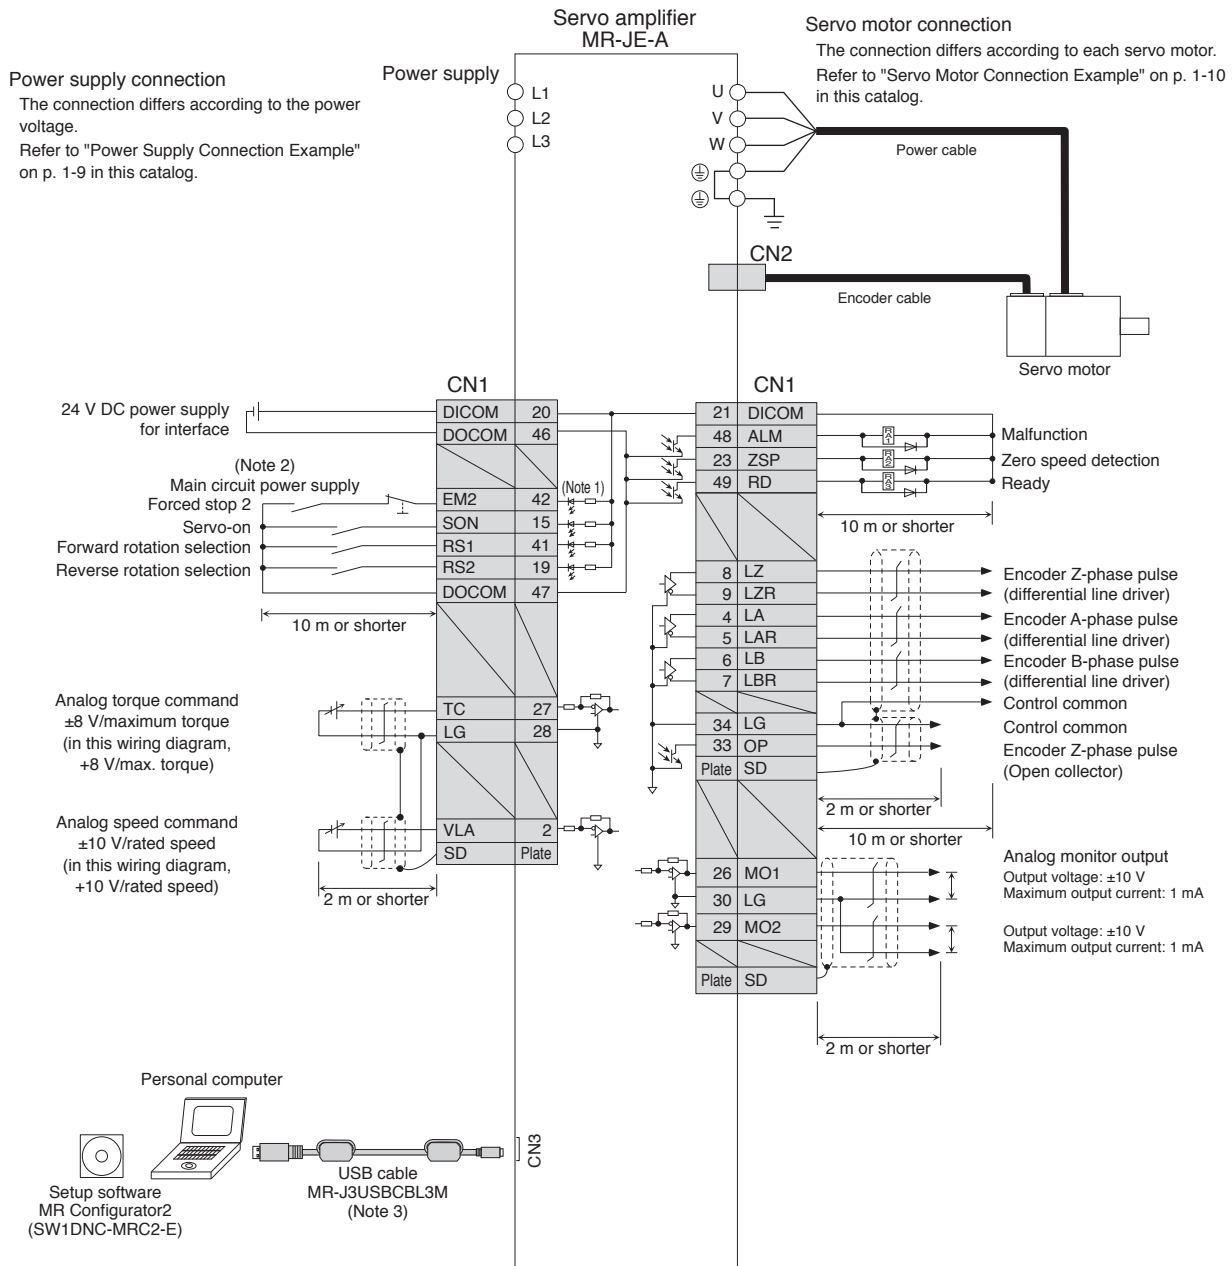 Servo amplifier
MR-JE-A
Servo motor connection
The connection differs according to each servo motor.
Refer to "Servo Motor Connection Example" on p. 1-10
in this catalog.
Power supply connection
The connection differs according to the power
voltage.
Refer to "Power Supply Connection Example"
on p. 1-9 in this catalog.
Power supply
L1
L2
L3
U
V
W
Power cable
CN2
Encoder cable
Servo motor
CN1
24 V DC power supply
for interface
DICOM 20
DOCOM 46
(Note 2)
Main circuit power supply
Forced stop 2
EM2 42
(Note 1)
Servo-on
SON 15
Forward rotation selection
RS1 41
Reverse rotation selection
RS2 19
DOCOM 47
10 m or shorter
Analog torque command
±8 V/maximum torque
(in this wiring diagram,
+8 V/max. torque)
TC 27
LG 28
Analog speed command
±10 V/rated speed
(in this wiring diagram,
+10 V/rated speed)
VLA 2
SD Plate
2 m or shorter
CN1
21 DICOM
48 ALM
RA1
Malfunction
23 ZSP
RA2
Zero speed detection
49 RD
RA3
Ready
10 m or shorter
8 LZ
9 LZR
Encoder Z-phase pulse
(differential line driver)
4 LA
5 LAR
Encoder A-phase pulse
(differential line driver)
6 LB
7 LBR
Encoder B-phase pulse
(differential line driver)
Control common
34 LG
Control common
33 OP
Encoder Z-phase pulse
(Open collector)
Plate SD
2 m or shorter
10 m or shorter
26 MO1
30 LG
29 MO2
Plate SD
Analog monitor output
Output voltage: ±10 V
Maximum output current: 1 mA
Output voltage: ±10 V
Maximum output current: 1 mA
2 m or shorter
Personal computer
CN3
Setup software
MR Configurator2
(SW1DNC-MRC2-E)
USB cable
MR-J3USBCBL3M
(Note 3)